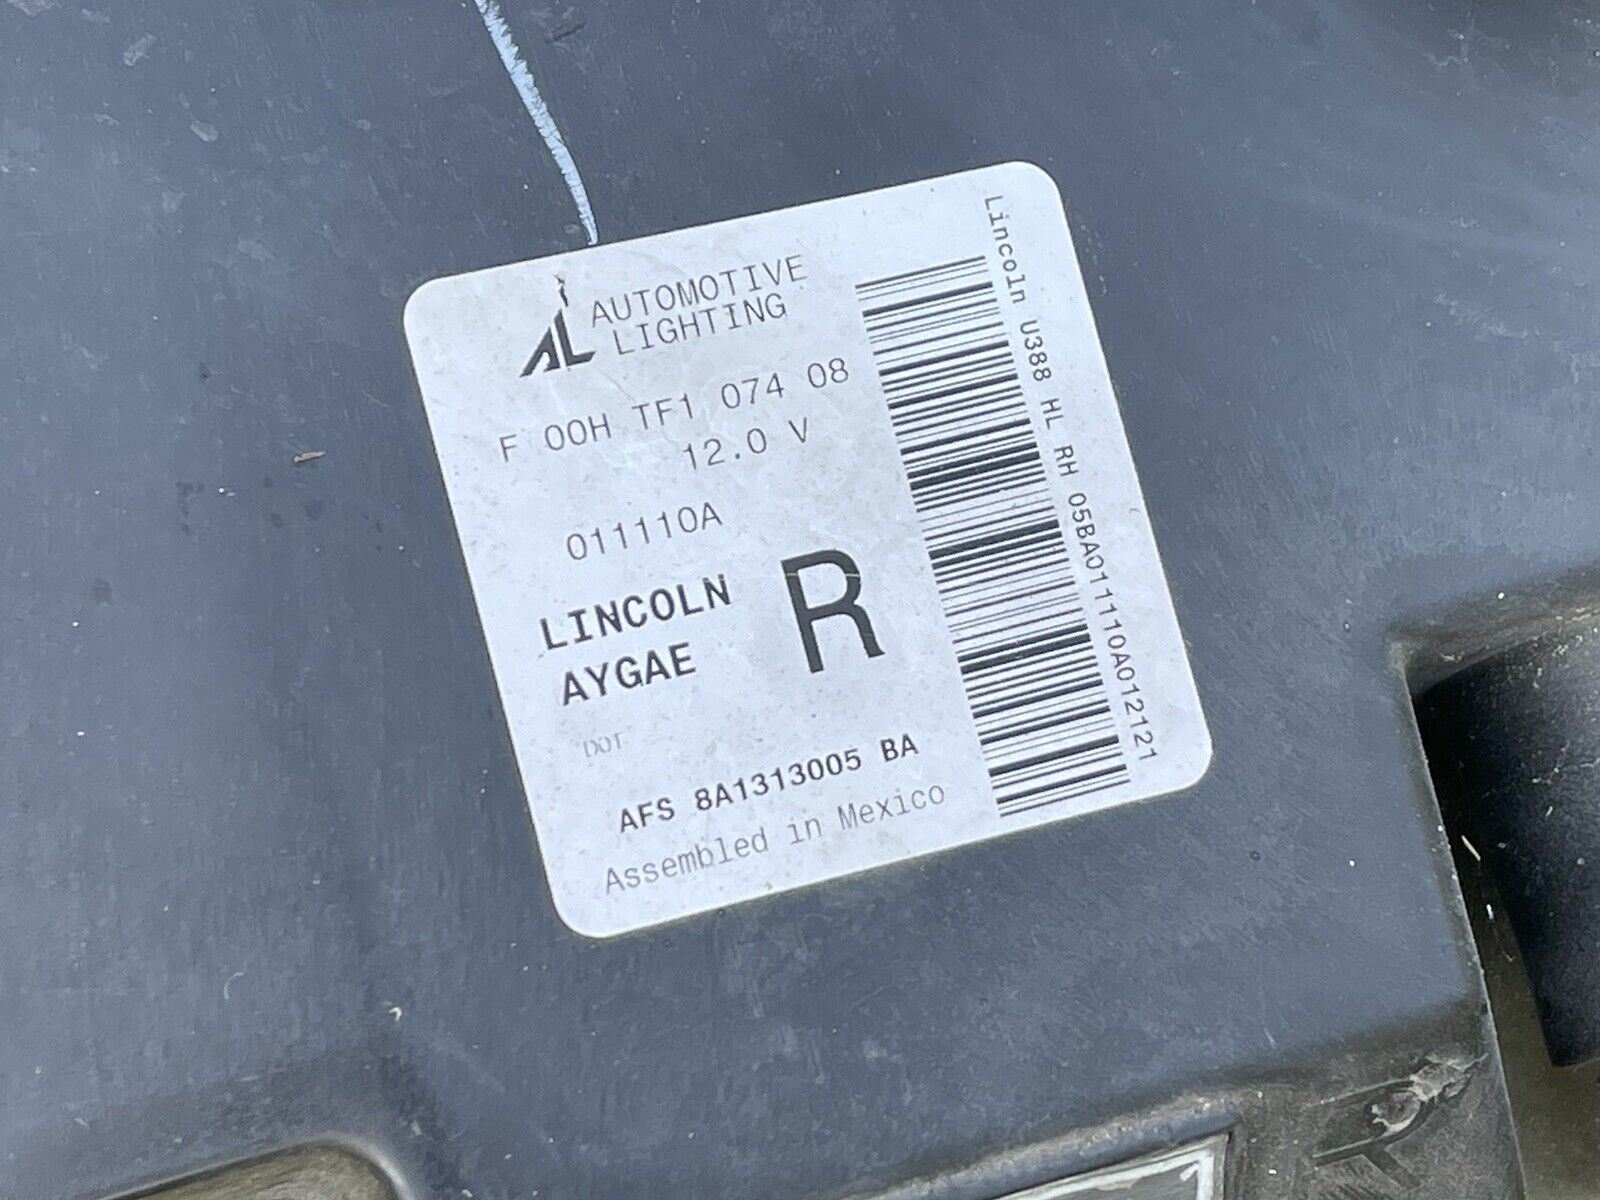 AL AUTOMOTIVE
LIGHTING
F 00H TF1 074 08
12.0 V
011110A
LINCOLN
AYGAE
R
DOT
AFS 8A1313005 BA
Assembled in Mexico
Lincoln U388 HL RH 05BA011110A012121